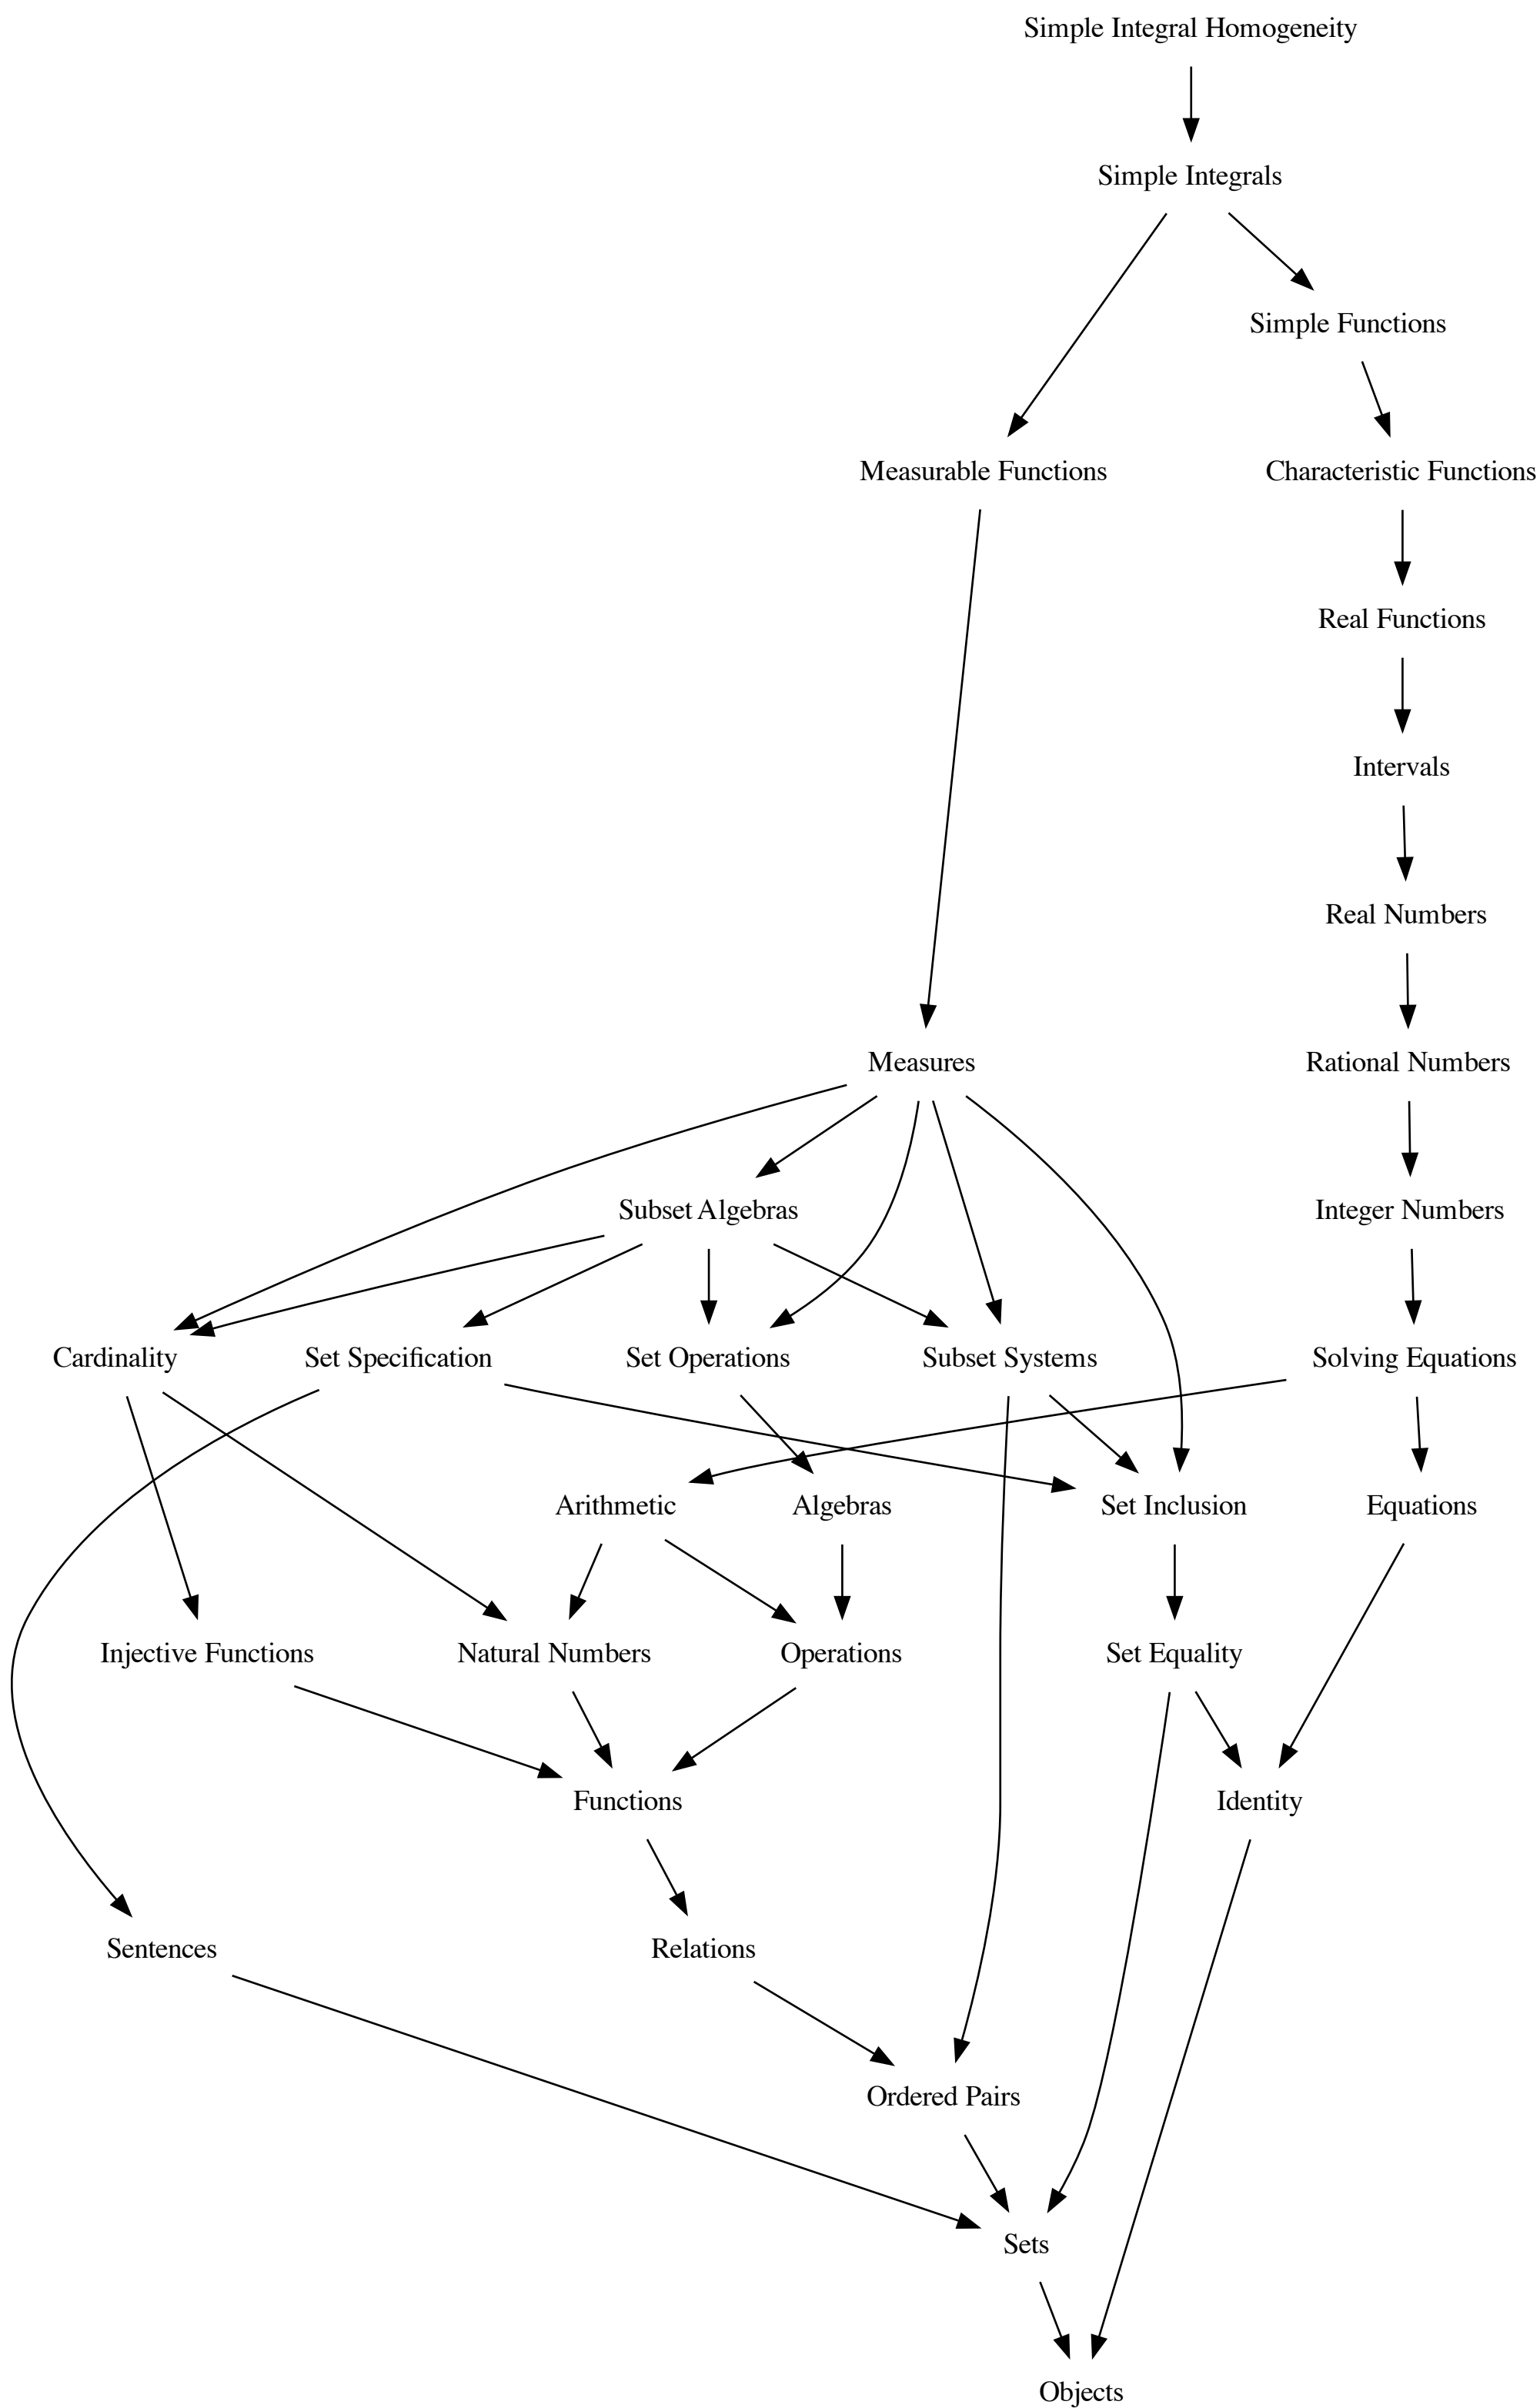 Simple Integral Homogeneity
Simple Integrals
Simple Functions
Measurable Functions
Characteristic Functions
Real Functions
Intervals
Real Numbers
Measures
Rational Numbers
Subset Algebras
Integer Numbers
Cardinality
Set Specification
Set Operations
Subset Systems
Solving Equations
Arithmetic
Algebras
Set Inclusion
Equations
Injective Functions
Natural Numbers
Operations
Set Equality
Functions
Identity
Sentences
Relations
Ordered Pairs
Sets
Objects